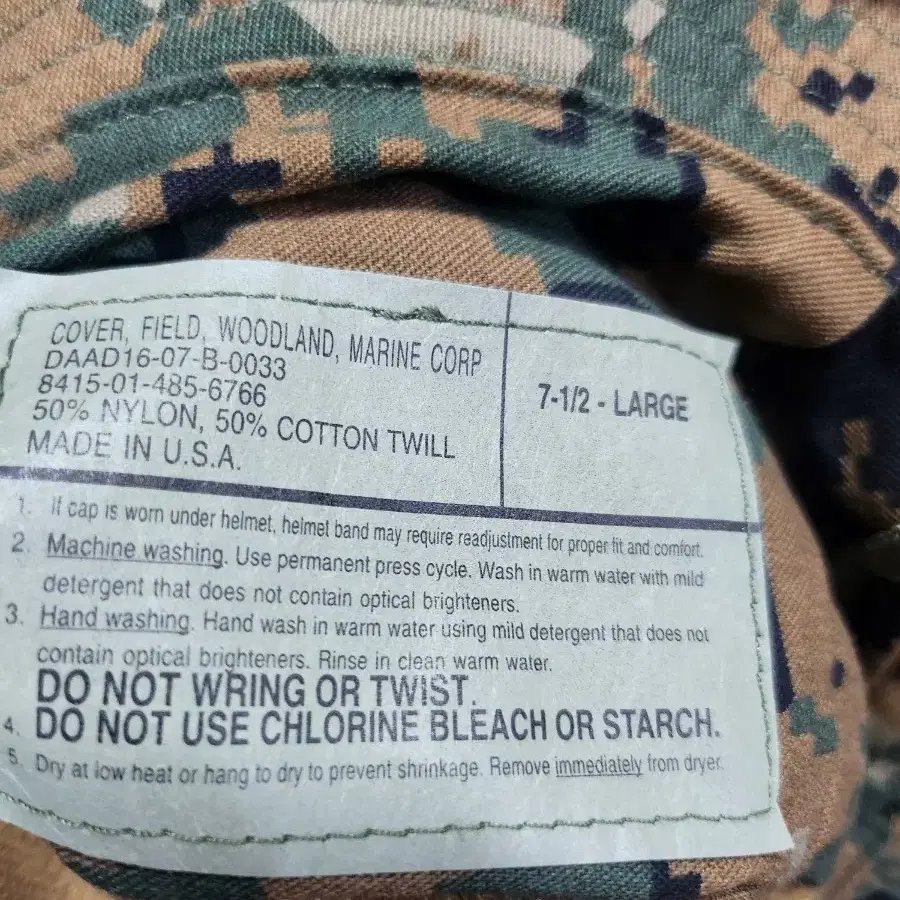 COVER, FIELD, WOODLAND, MARINE CORP
DAAD16-07-B-0033
8415-01-485-6766
50% NYLON, 50% COTTON TWILL
MADE IN U.S.A.
7-1/2 - LARGE
1. If cap is worn under helmet, helmet band may require readjustment for proper fit and comfort.
2. Machine washing. Use permanent press cycle. Wash in warm water with mild
detergent that does not contain optical brighteners.
3. Hand washing. Hand wash in warm water using mild detergent that does not
contain optical brighteners. Rinse in clean warm water.
DO NOT WRING OR TWIST.
4. DO NOT USE CHLORINE BLEACH OR STARCH.
5. Dry at low heat or hang to dry to prevent shrinkage. Remove immediately from dryer.